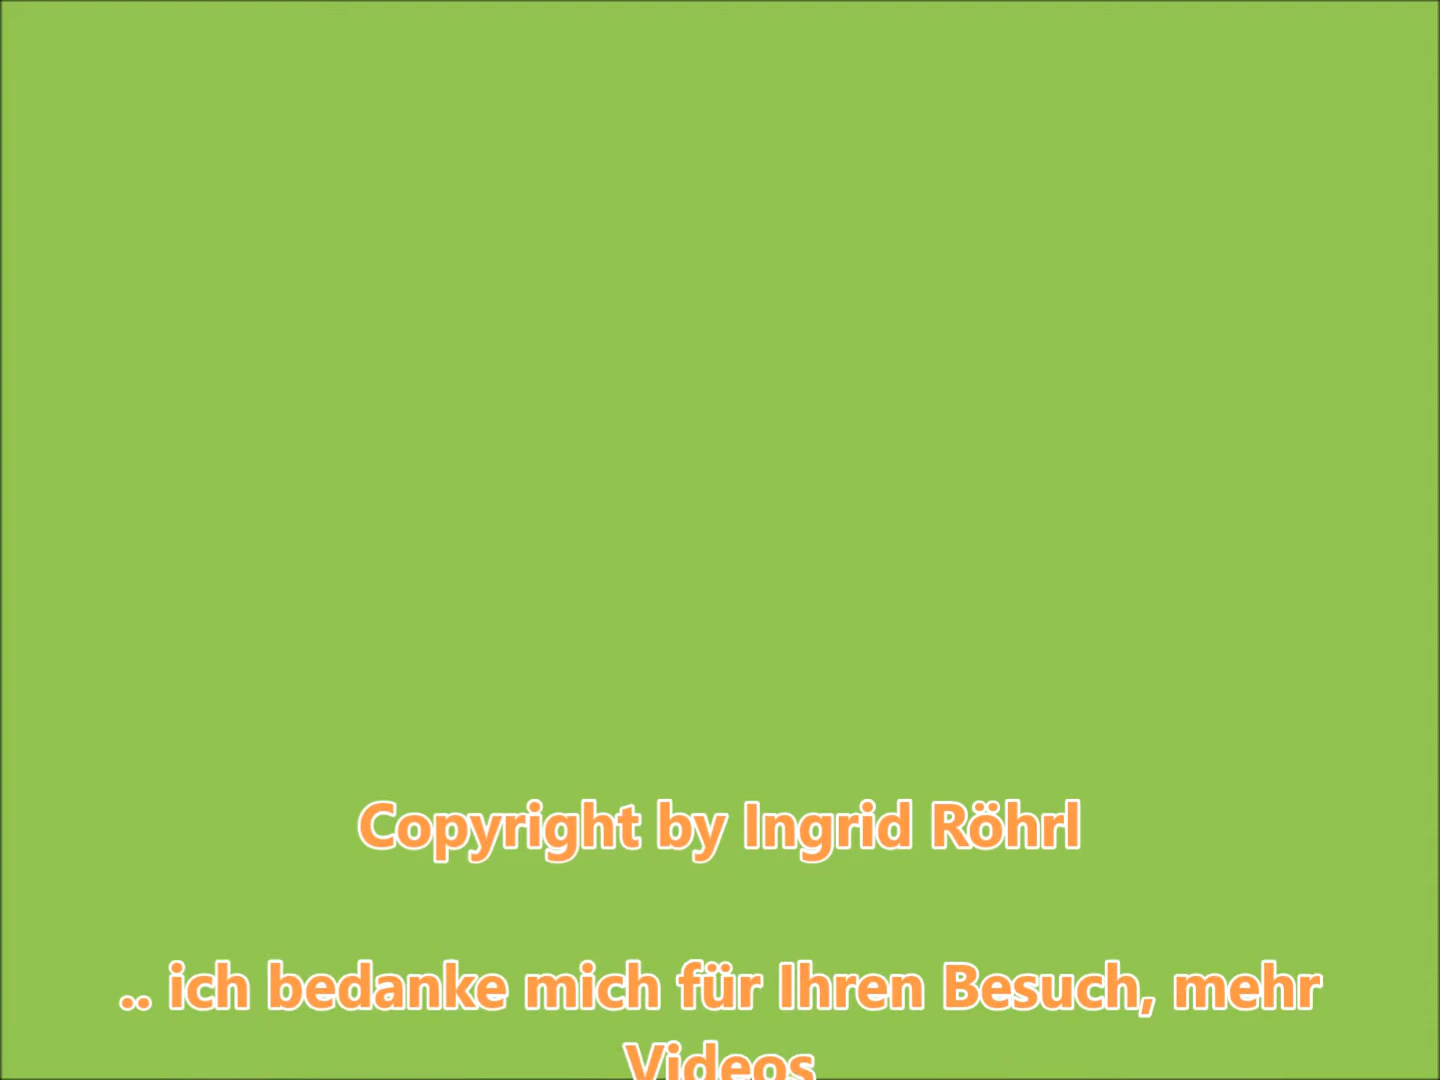 Copyright by Ingrid Röhrl
.. ich bedanke mich für Ihren Besuch, mehr
Videos